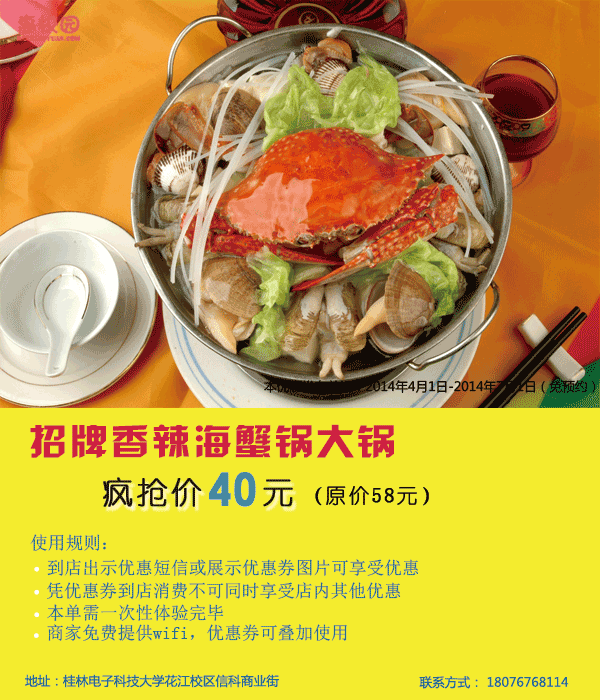 2014年4月1日-2014年 1日（免预约）
招牌香辣海蟹锅大锅
疯抢价40元（原价58元）
使用规则：
到店出示优惠短信或展示优惠券图片可享受优惠
凭优惠券到店消费不可同时享受店内其他优惠
本单需一次性体验完毕
商家免费提供wifi，优惠券可叠加使用
地址：桂林电子科技大学花江校区信科商业街
联系方式： 18076768114